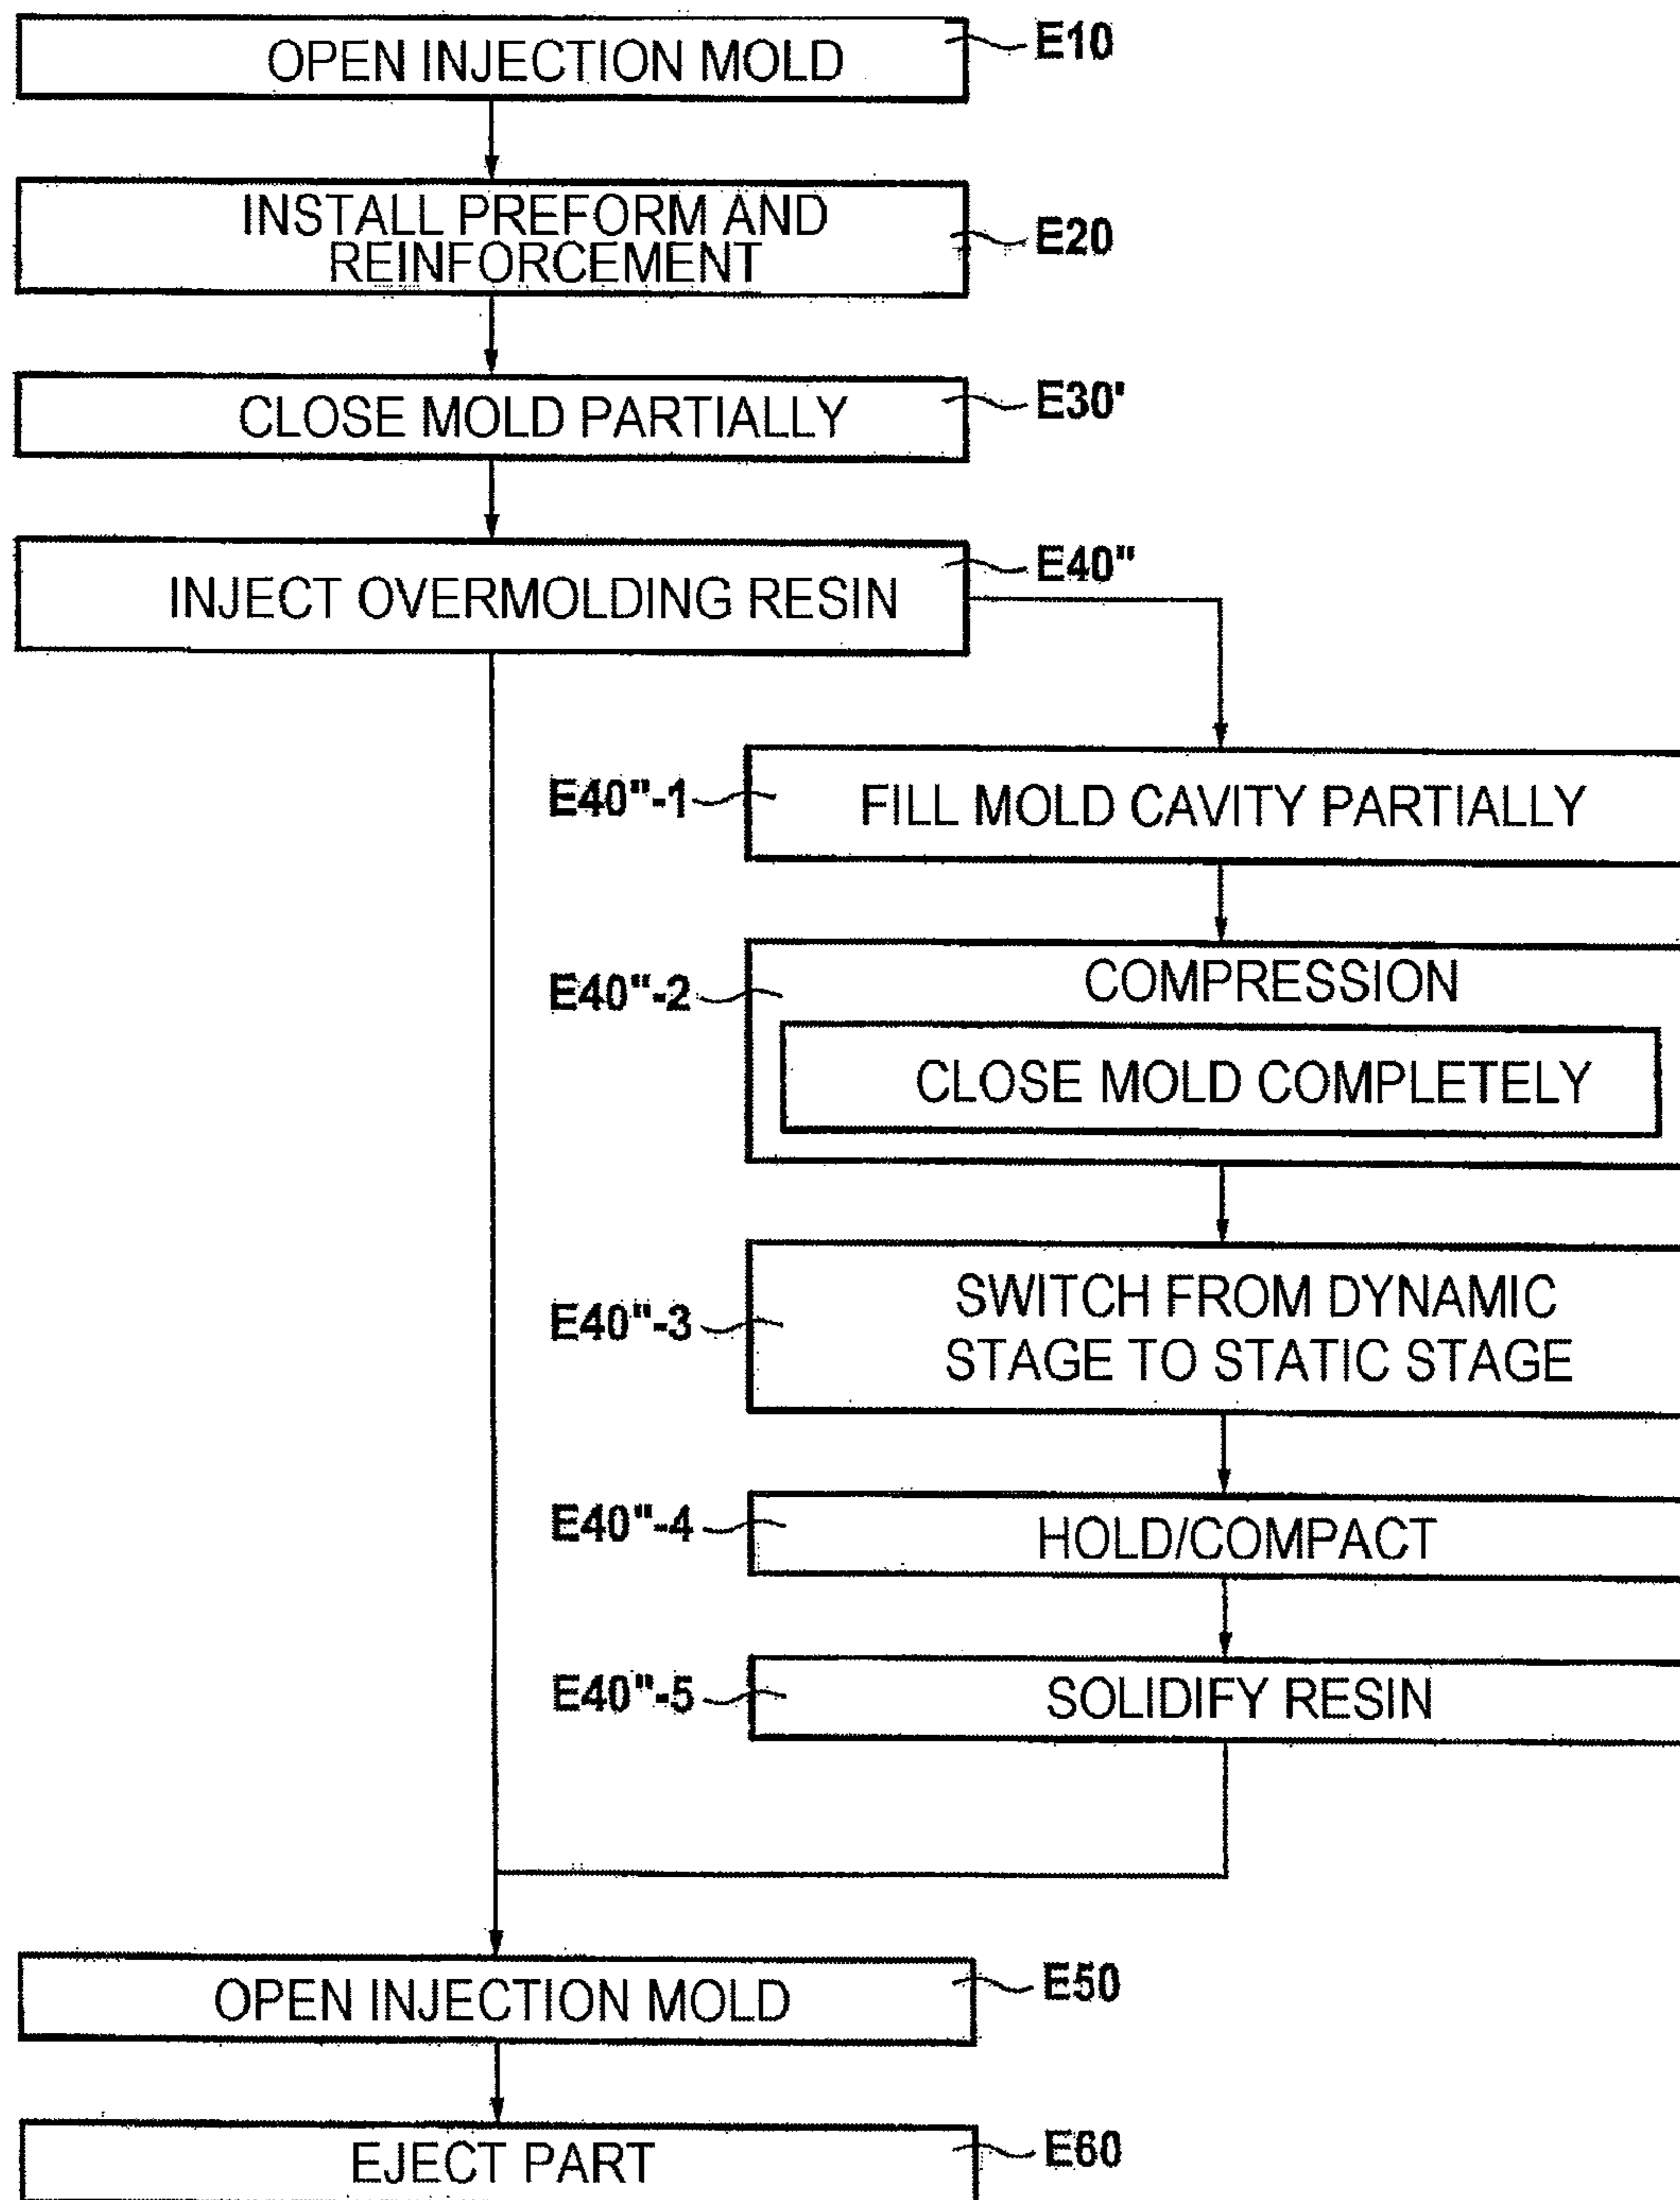 OPEN INJECTION MOLD
E10
INSTALL PREFORM AND
REINFORCEMENT
E20
CLOSE MOLD PARTIALLY
E30'
INJECT OVERMOLDING RESIN
E40"
E40"-1
FILL MOLD CAVITY PARTIALLY
E40"-2
COMPRESSION
CLOSE MOLD COMPLETELY
E40"-3
SWITCH FROM DYNAMIC
STAGE TO STATIC STAGE
E40"-4
HOLD/COMPACT
E40"-5
SOLIDIFY RESIN
OPEN INJECTION MOLD
E50
EJECT PART
E60